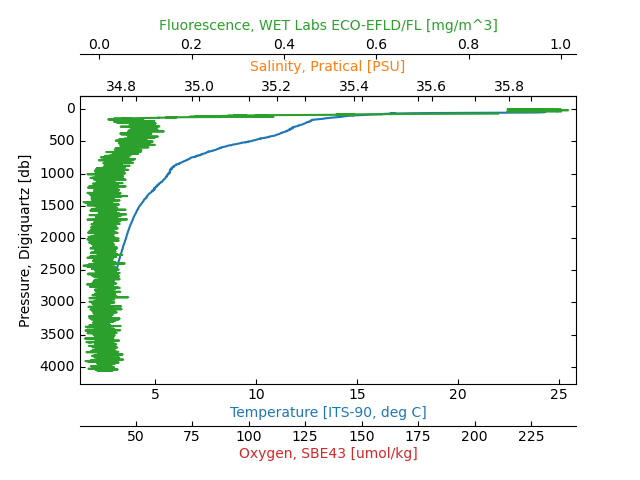 Fluorescence, WET Labs ECO-EFLD/FL [mg/m^3]
0.0 0.2 0.4 0.6 0.8 1.0
Salinity, Pratical [PSU]
34.8 35.0 35.2 35.4 35.6 35.8
Pressure, Digiquartz [db]
0
500
1000
1500
2000
2500
3000
3500
4000
5 10 15 20 25
Temperature [ITS-90, deg C]
50 75 100 125 150 175 200 225
Oxygen, SBE43 [umol/kg]